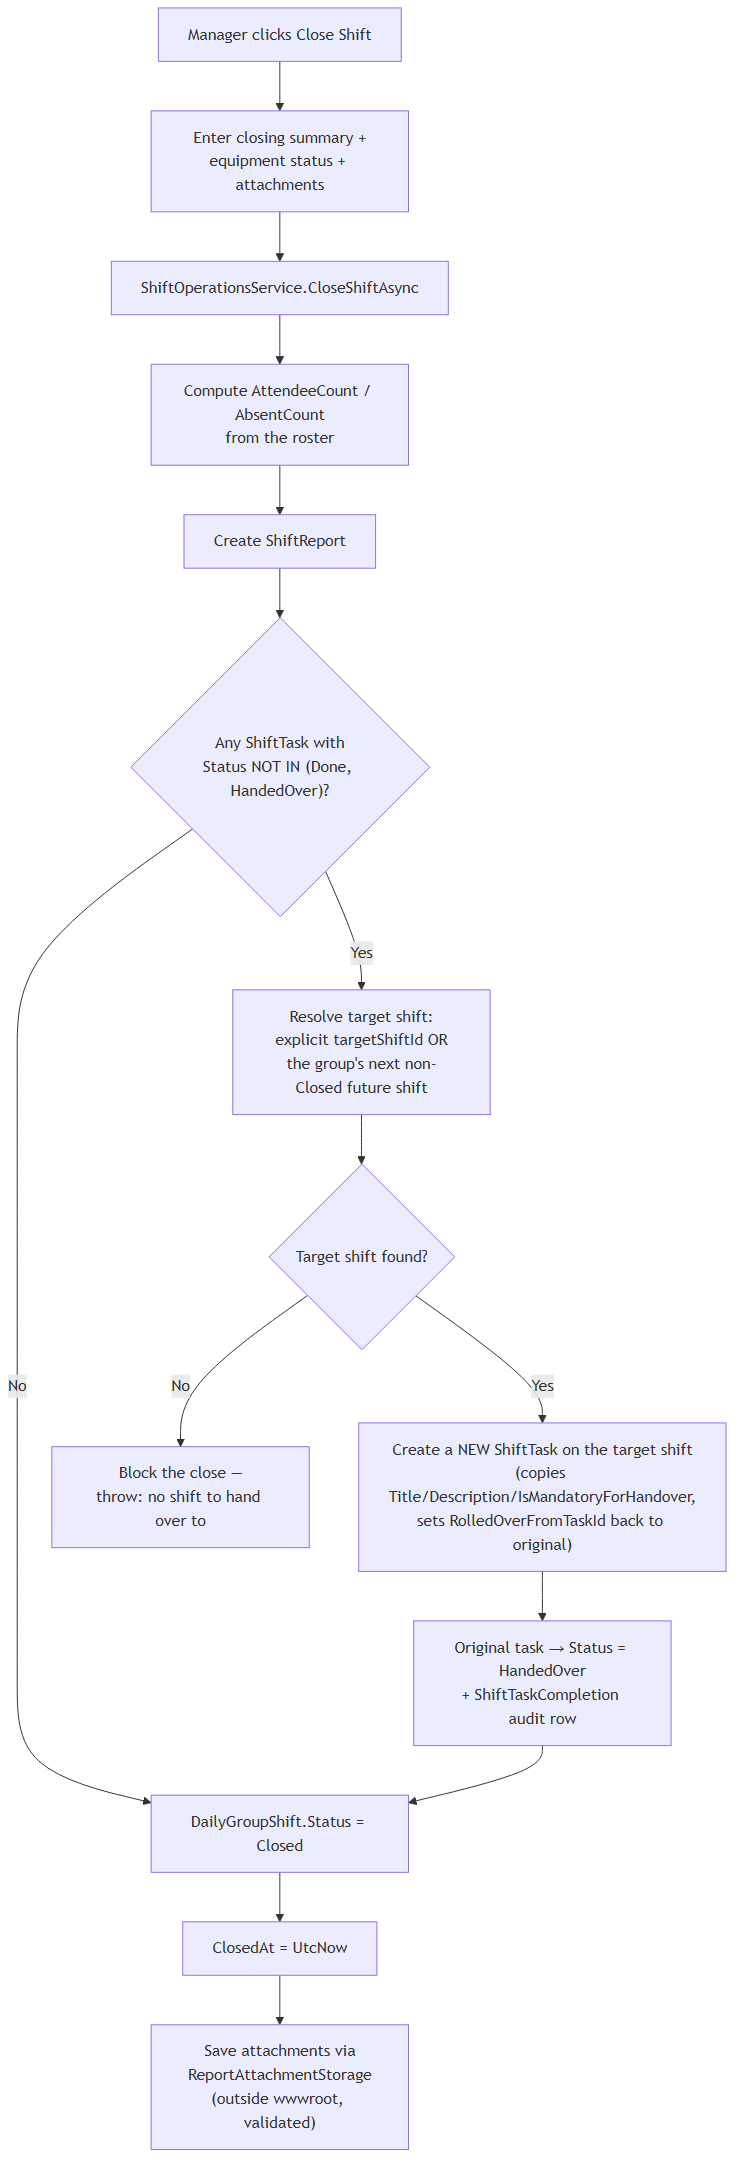 Manager clicks Close Shift
Enter closing summary +
equipment status +
attachments
ShiftOperationsService.CloseShiftAsync
Compute AttendeeCount /
AbsentCount
from the roster
Create ShiftReport
Any ShiftTask with
Status NOT IN (Done,
HandedOver)?
Yes
Resolve target shift:
explicit targetShiftId OR
the group's next non-
Closed future shift
Target shift found?
No
No
Yes
Block the close —
throw: no shift to hand
over to
Create a NEW ShiftTask on the target shift
(copies
Title/Description/IsMandatoryForHandover,
sets RolledOverFromTaskId back to
original)
Original task → Status =
HandedOver
+ ShiftTaskCompletion
audit row
DailyGroupShift.Status =
Closed
ClosedAt = UtcNow
Save attachments via
ReportAttachmentStorage
(outside wwwroot,
validated)